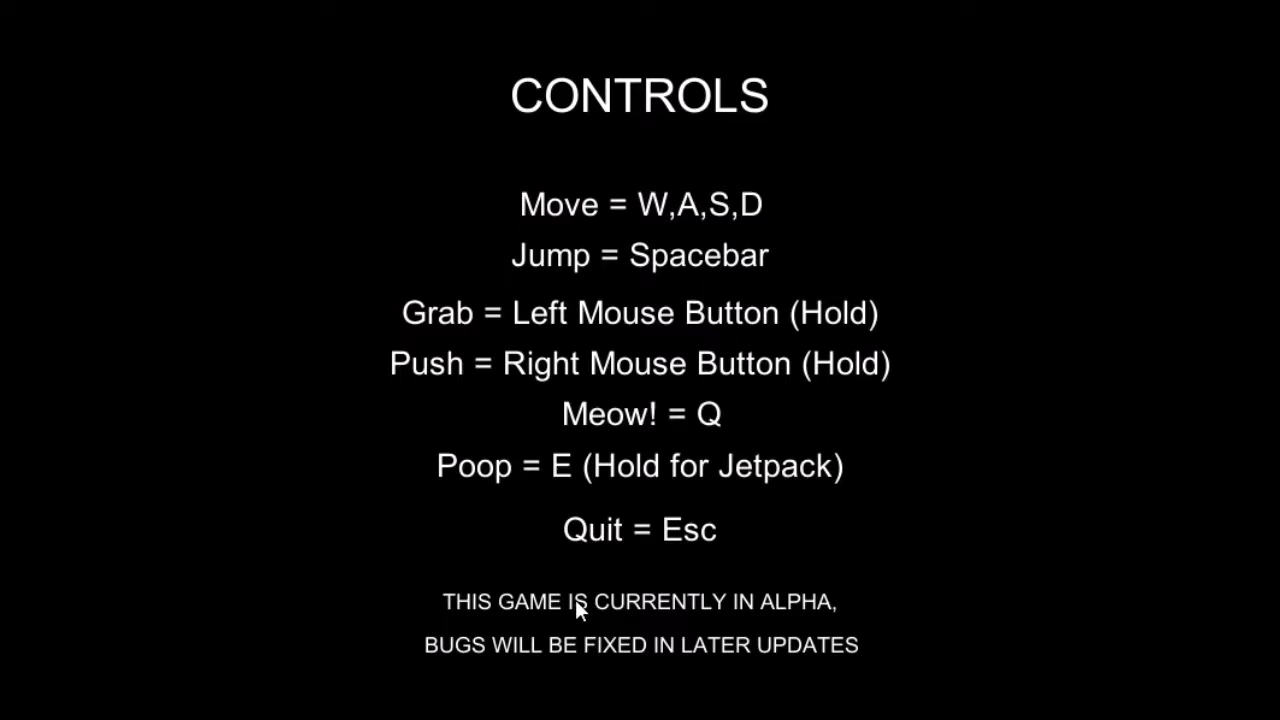 CONTROLS
Move = W,A,S,D
Jump = Spacebar
Grab = Left Mouse Button (Hold)
Push = Right Mouse Button (Hold)
Meow! = Q
Poop = E (Hold for Jetpack)
Quit = Esc
THIS GAME IS CURRENTLY IN ALPHA,
BUGS WILL BE FIXED IN LATER UPDATES